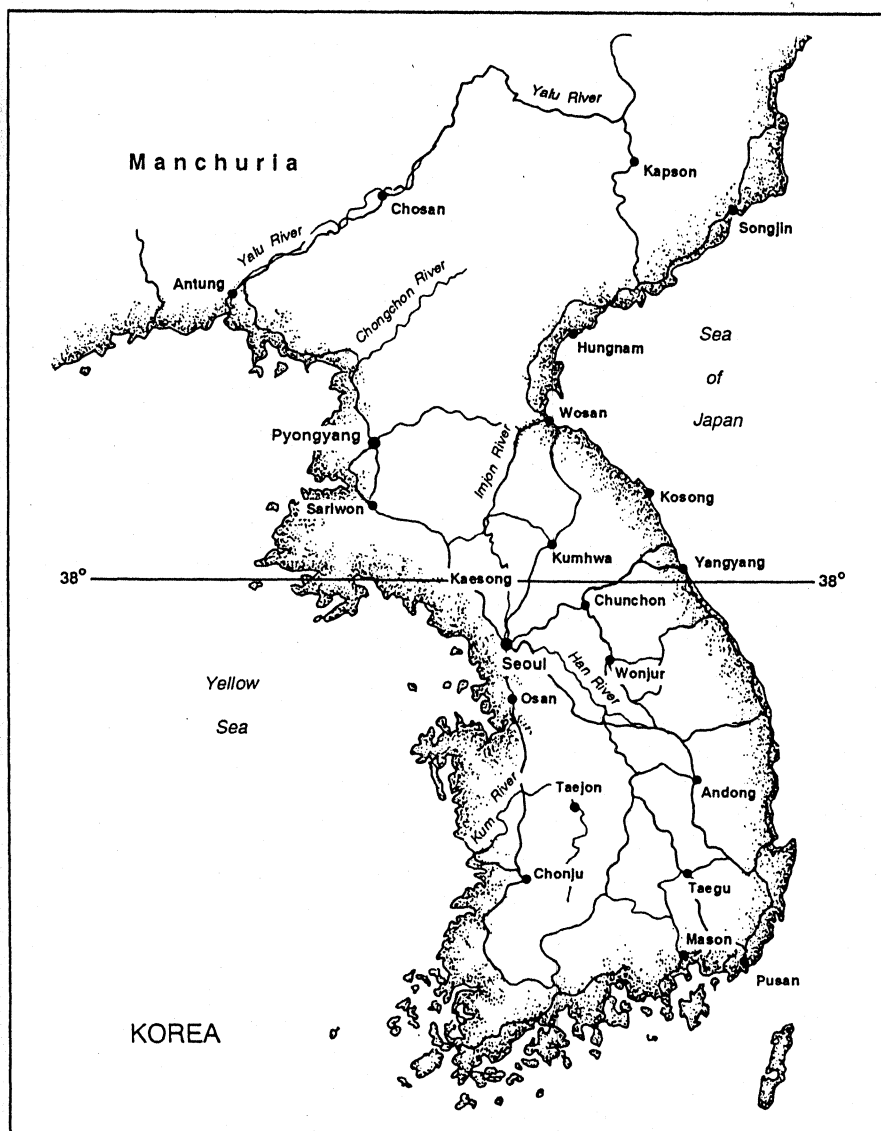 Yalu River
Manchuria
Kapson
Chosan
Songjin
Yalu River
Antung
Chongchon River
Sea
of
Japan
Hungnam
Wosan
Pyongyang
Imjon River
Kosong
Sariwon
Kumhwa
Yangyang
38°
Kaesong
38°
Chunchon
Seoul
Han River
Wonjur
Yellow
Sea
Osan
Kum River
Taejon
Andong
Chonju
Taegu
Mason
Pusan
KOREA